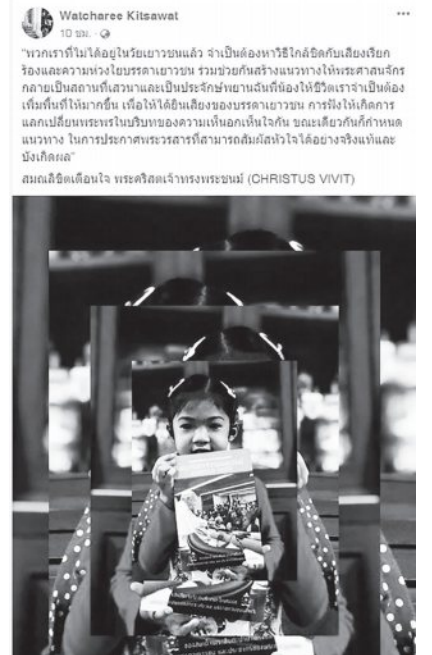 Watcharee Kitsawat
10 ชม. ·
"พวกเราที่ไม่ได้อยู่ในวัยเยาวชนแล้ว จำเป็นต้องหาวิธีใกล้ชิดกับเสียงเรียก
ร้องและความห่วงใยบรรดาเยาวชน ร่วมช่วยกันสร้างแนวทางให้พระศาสนจักร
กลายเป็นสถานที่เสวนาและเป็นประจักษ์พยานฉันพี่น้องให้ชีวิตเราจำเป็นต้อง
เพิ่มพื้นที่ให้มากขึ้น เพื่อให้ได้ยินเสียงของบรรดาเยาวชน การฟังให้เกิดการ
แลกเปลี่ยนพระพรในบริบทของความเห็นอกเห็นใจกัน ขณะเดียวกันก็กำหนด
แนวทาง ในการประกาศพระวรสารที่สามารถสัมผัสหัวใจได้อย่างจริงแท้และ
บังเกิดผล"
สมณลิขิตเตือนใจ พระคริสตเจ้าทรงพระชนม์ (CHRISTUS VIVIT)